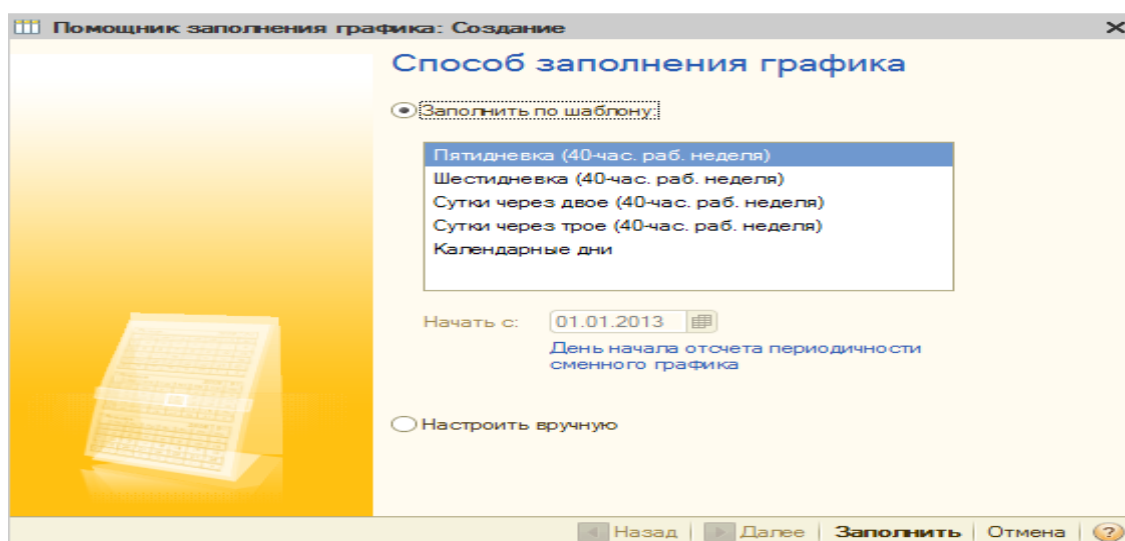 Помощник заполнения графика: Создание
Способ заполнения графика
Заполнить по шаблону:
Пятидневка (40-час. раб. неделя)
Шестидневка (40-час. раб. неделя)
Сутки через двое (40-час. раб. неделя)
Сутки через трое (40-час. раб. неделя)
Календарные дни
Начать с: 01.01.2013
День начала отсчета периодичности
сменного графика
Настроить вручную
Назад Далее Заполнить Отмена ?